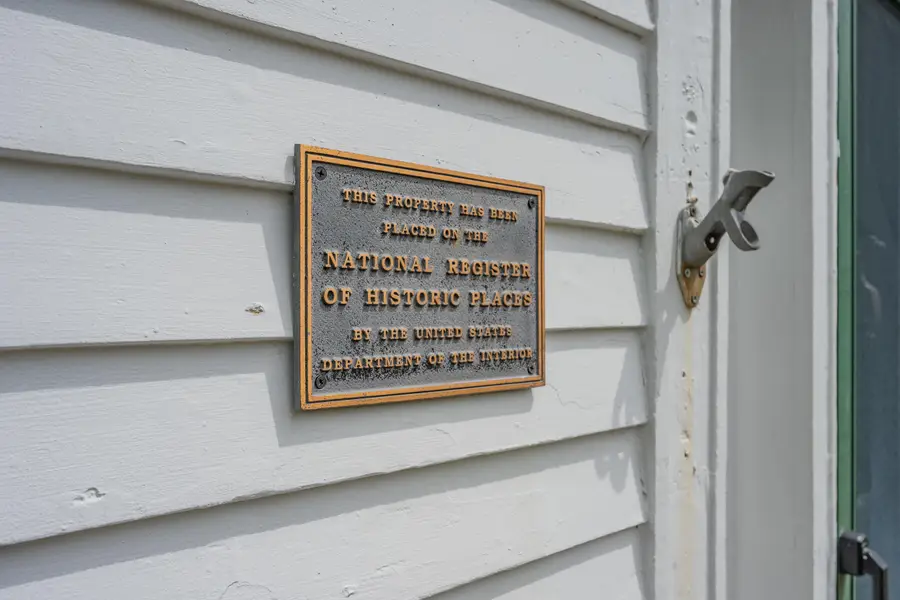 THIS PROPERTY HAS BEEN
PLACED ON THE
NATIONAL REGISTER
OF HISTORIC PLACES
BY THE UNITED STATES
DEPARTMENT OF THE INTERIOR